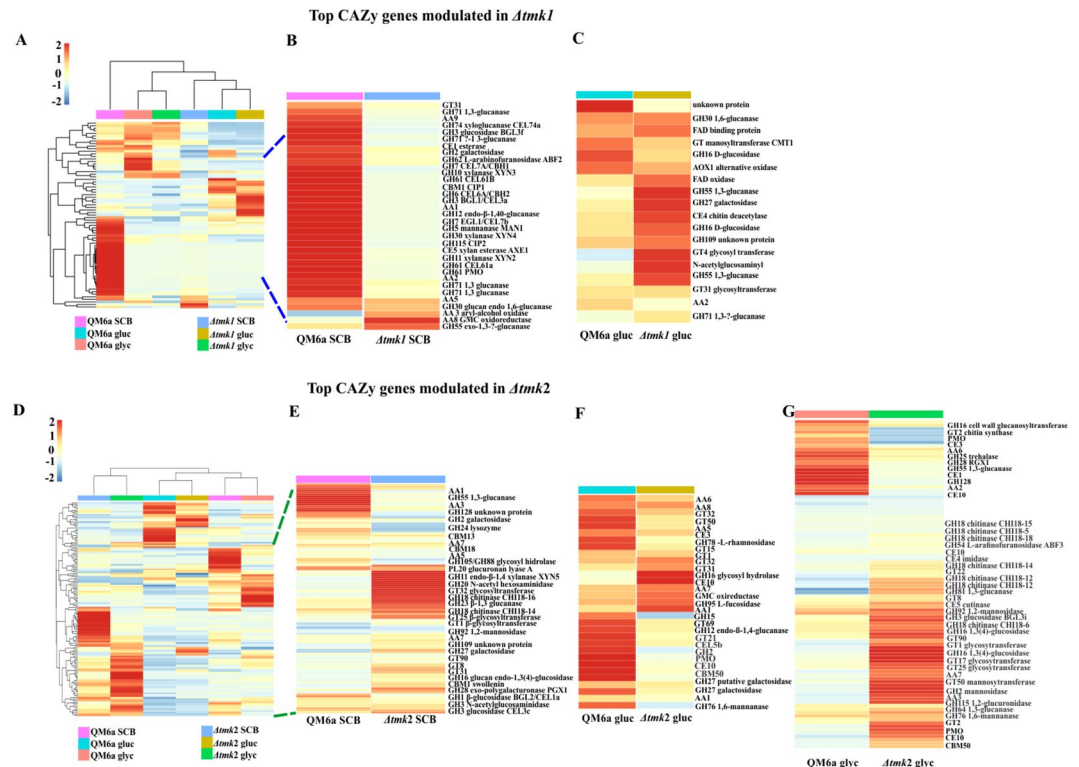 Top CAZy genes modulated in Δtmk1
A
2
1
0
-1
-2
QM6a SCB
QM6a gluc
QM6a glyc
Δtmk1 SCB
Δtmk1 gluc
Δtmk1 glyc
B
GT31
GH71 1,3-glucanase
AA9
GH74 xyloglucanase CEL74a
GH3 glucosidase BGL3f
GH71 ?-1 3-glucanase
CE1 esterase
GH2 galactosidase
GH62 L-arabinofuranosidase ABF2
GH7 CEL7A/CBH1
GH10 xylanase XYN3
GH61 CEL61B
CBM1 CIP1
GH6 CEL6A/CBH2
GH3 BGL1/CEL3a
AA1
GH12 endo-β-1,40-glucanase
GH7 EGL1/CEL7b
GH5 mannanase MAN1
GH30 xylanase XYN4
GH115 CIP2
CE5 xylan esterase AXE1
GH11 xylanase XYN2
GH61 CEL61a
GH61 PMO
AA2
GH71 1,3 glucanase
GH71 1,3 glucanase
AA5
GH30 glucan endo 1,6-glucanase
AA 3 aryl-alcohol oxidase
AA8 GMC oxidoreductase
GH55 exo-1,3-?-glucanase
QM6a SCB
Δtmk1 SCB
C
unknown protein
GH30 1,6-glucanase
FAD binding protein
GT manosyltransferase CMT1
GH16 D-glucosidase
AOX1 alternative oxidase
FAD oxidase
GH55 1,3-glucanase
GH27 galactosidase
CE4 chitin deacetylase
GH16 D-glucosidase
GH109 unknown protein
GT4 glycosyl transferase
N-acetylglucosaminyl
GH55 1,3-glucanase
GT31 glycosyltransferase
AA2
GH71 1,3-?-glucanase
QM6a gluc
Δtmk1 gluc
Top CAZy genes modulated in Δtmk2
D
2
1
0
-1
-2
QM6a SCB
QM6a gluc
QM6a glyc
Δtmk2 SCB
Δtmk2 gluc
Δtmk2 glyc
E
AA1
GH55 1,3-glucanase
AA3
GH128 unknown protein
GH2 galactosidase
GH24 lysozyme
CBM13
AA7
CBM18
AA5
GH105/GH88 glycosyl hidrolase
PL20 glucuronan lyase A
GH11 endo-β-1,4 xylanase XYN5
GH20 N-acetyl hexosaminidase
GT32 glycosyltransferase
GH18 chitinase CHI18-16
GH23 β-1,3 glucanase
GH18 chitinase CHI18-14
GT25 β-glycosyltransferase
GT1 β-glycosyltransferase
GH92 1,2-mannosidase
AA7
GH109 unknown protein
GH27 galactosidase
GT90
GT8
GT31
GH16 glucan endo-1,3(4)-glucosidase
CBM1 swollenin
GH28 exo-polygalacturonase PGX1
GH1 β-glucosidase BGL2/CEL1a
GH3 N-acetylglucosaminidase
GH3 glucosidase CEL3c
QM6a SCB
Δtmk2 SCB
F
AA6
AA8
GT32
GT50
AA5
CE3
GH78 -L-rhamnosidase
GT15
GT1
GT32
GT31
GH16 glycosyl hydrolase
CE10
AA7
GMC oxireductase
GH95 L-fucosidase
AA1
GH15
GT69
GH12 endo-ß-1,4-glucanase
GT21
CEL5b
GH2
PMO
CE10
CBM50
GH27 putative galactosidase
GH27 galactosidase
AA1
GH76 1,6-mannanase
QM6a gluc
Δtmk2 gluc
G
GH16 cell wall glucanosyltransferase
GT2 chitin synthase
PMO
CE3
AA6
GH25 trehalase
GH28 RGX1
GH55 1,3-glucanase
CE1
GH128
AA2
CE10
GH18 chitinase CHI18-15
GH18 chitinase CHI18-5
GH18 chitinase CHI18-18
GH54 L-arafinofuranosidase ABF3
CE10
CE4 imidase
GH18 chitinase CHI18-14
GT22
GH18 chitinase CHI18-12
GH18 chitinase CHI18-12
GH81 1,3-glucanase
GT8
CE5 cutinase
GH92 1,2-mannosidase
GH3 glucosidase BGL3i
GH18 chitinase CHI18-6
GH16 1,3(4)-glucosidase
GT90
GT1 glycosyltransferase
GH16 1,3(4)-glucosidase
GT17 glycosytransferase
GT25 glycosytransferase
AA7
GT50 mannosytransferase
GH2 mannosidase
AA5
GH115 1,2-glucuronidase
GH64 1,3-glucanase
GH76 1,6-mannanase
GT2
PMO
CE10
CBM50
QM6a glyc
Δtmk2 glyc